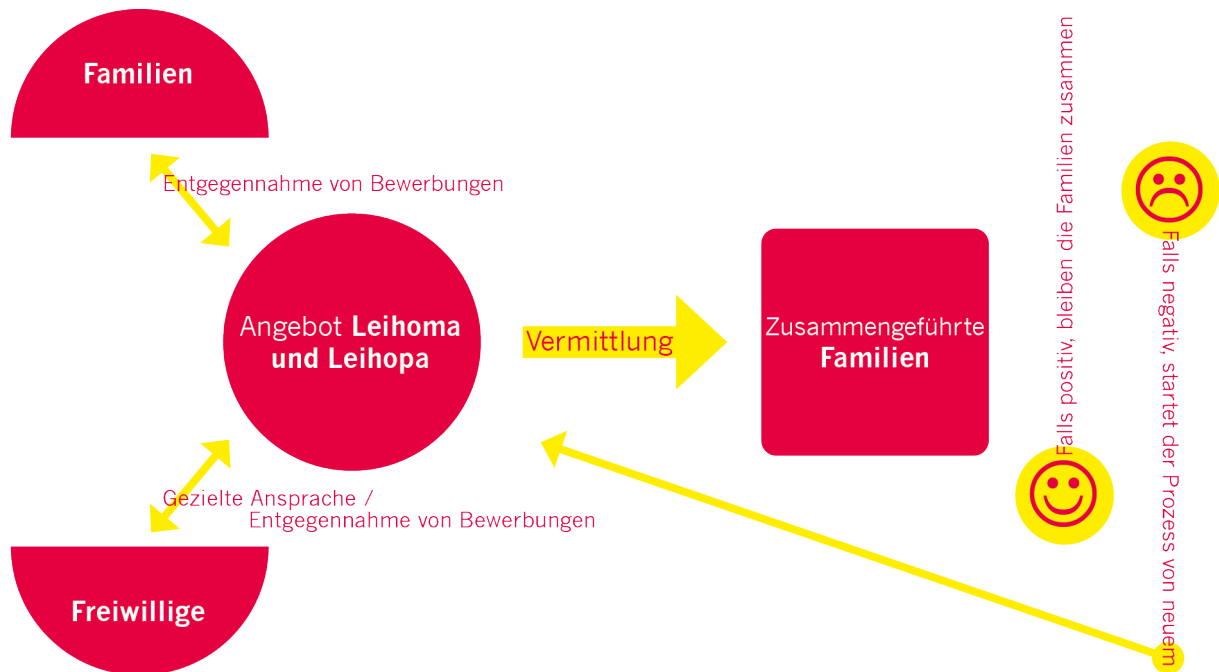 Familien
Entgegennahme von Bewerbungen
Angebot Leihoma
und Leihopa
Vermittlung
Zusammengeführte
Familien
Gezielte Ansprache /
Entgegennahme von Bewerbungen
Freiwillige
Falls positiv, bleiben die Familien zusammen
Falls negativ, startet der Prozess von neuem